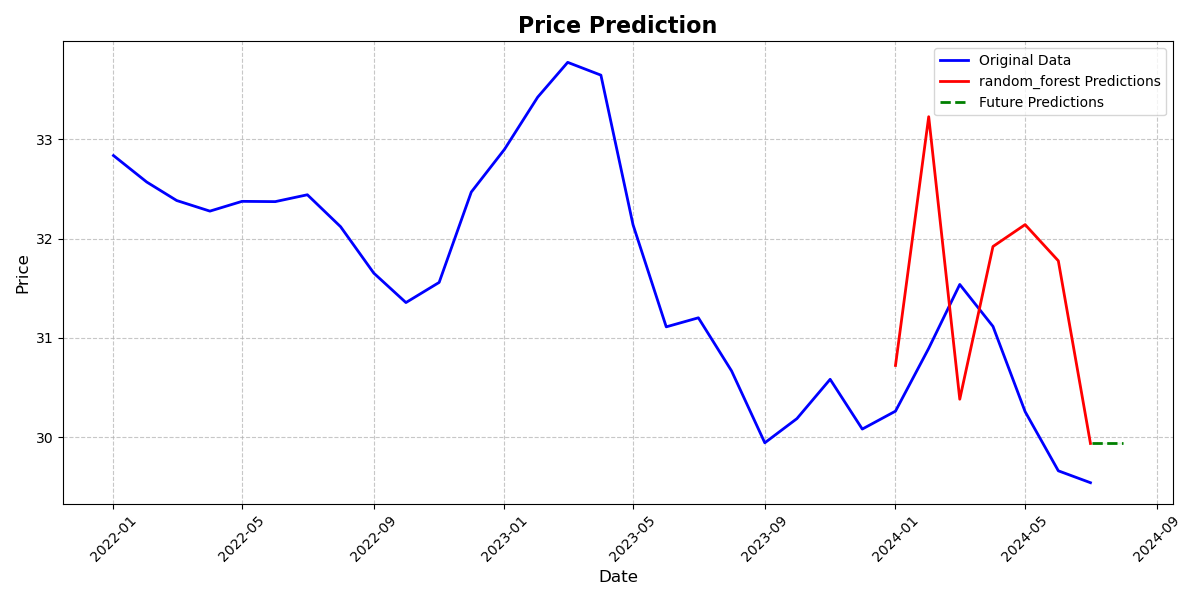 Price Prediction
Original Data
random_forest Predictions
Future Predictions
Price
33
32
31
30
2022-01
2022-05
2022-09
2023-01
2023-05
2023-09
2024-01
2024-05
2024-09
Date